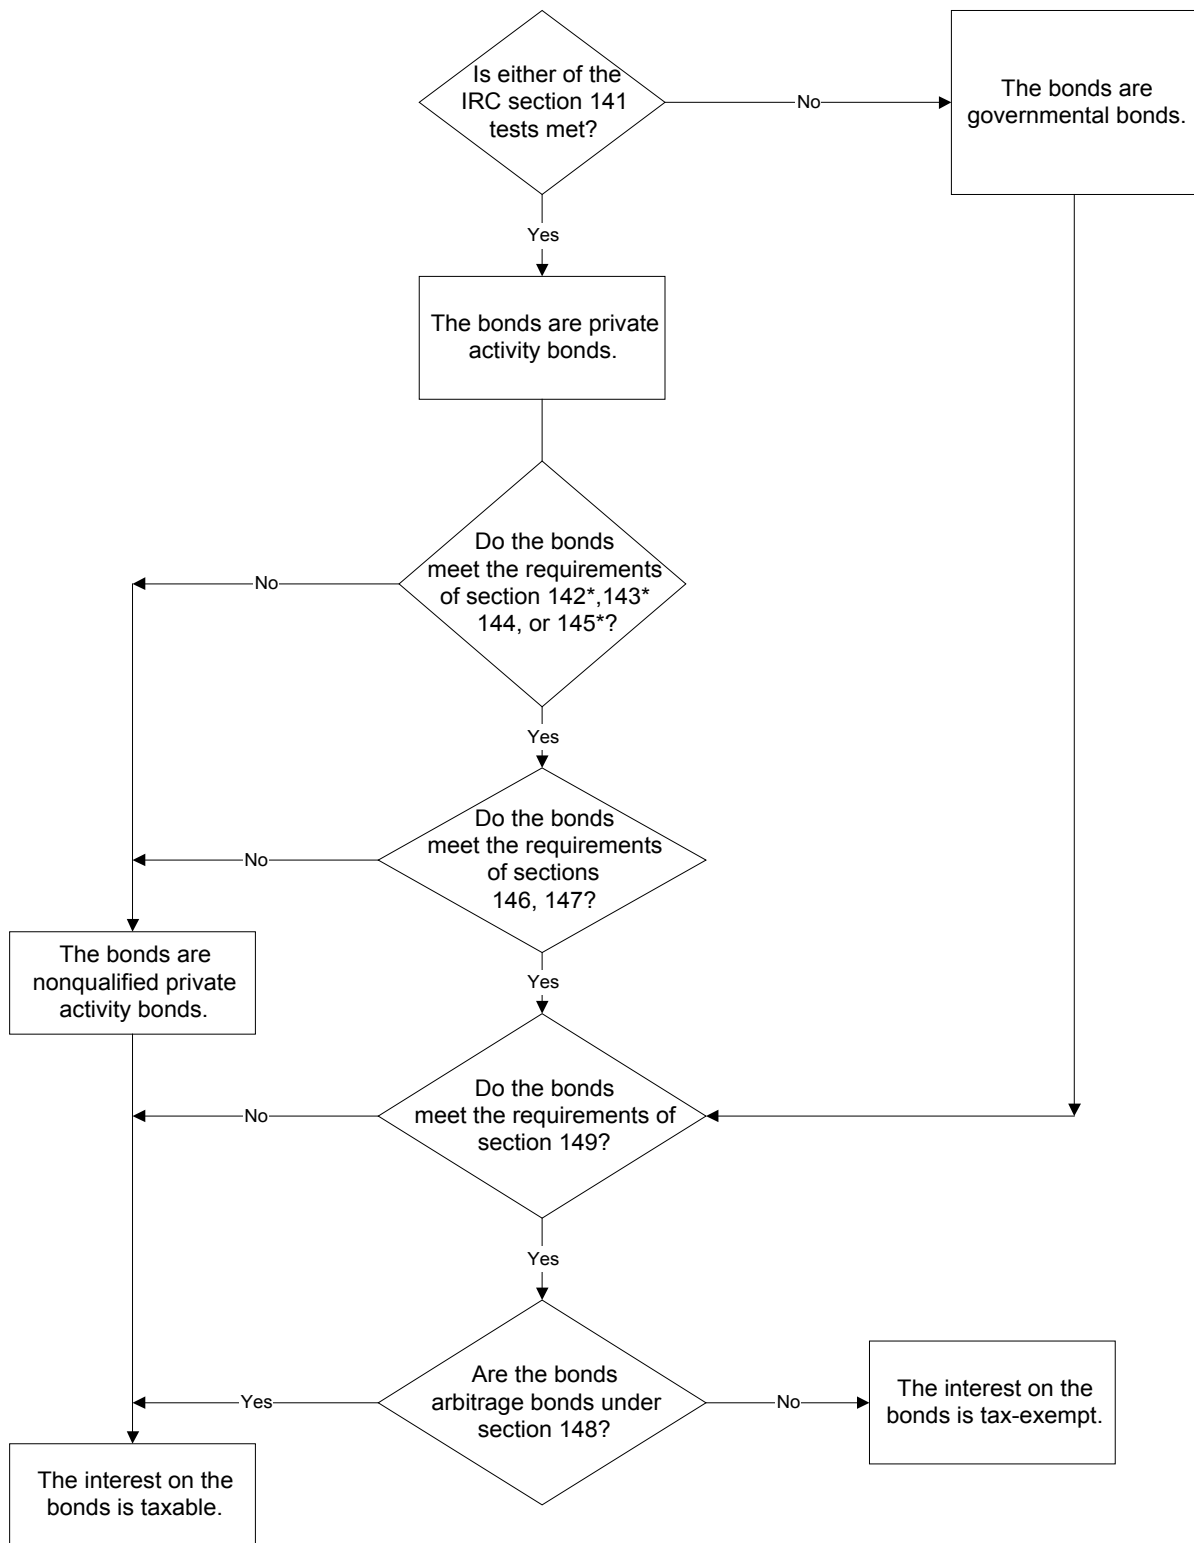 Is either of the
IRC section 141
tests met?
No
The bonds are
governmental bonds.
Yes
The bonds are private
activity bonds.
Do the bonds
meet the requirements
of section 142*,143*
144, or 145*?
No
Yes
Do the bonds
meet the requirements
of sections
146, 147?
No
The bonds are
nonqualified private
activity bonds.
Yes
Do the bonds
meet the requirements of
section 149?
No
Yes
Are the bonds
arbitrage bonds under
section 148?
Yes
No
The interest on the
bonds is tax-exempt.
The interest on the
bonds is taxable.